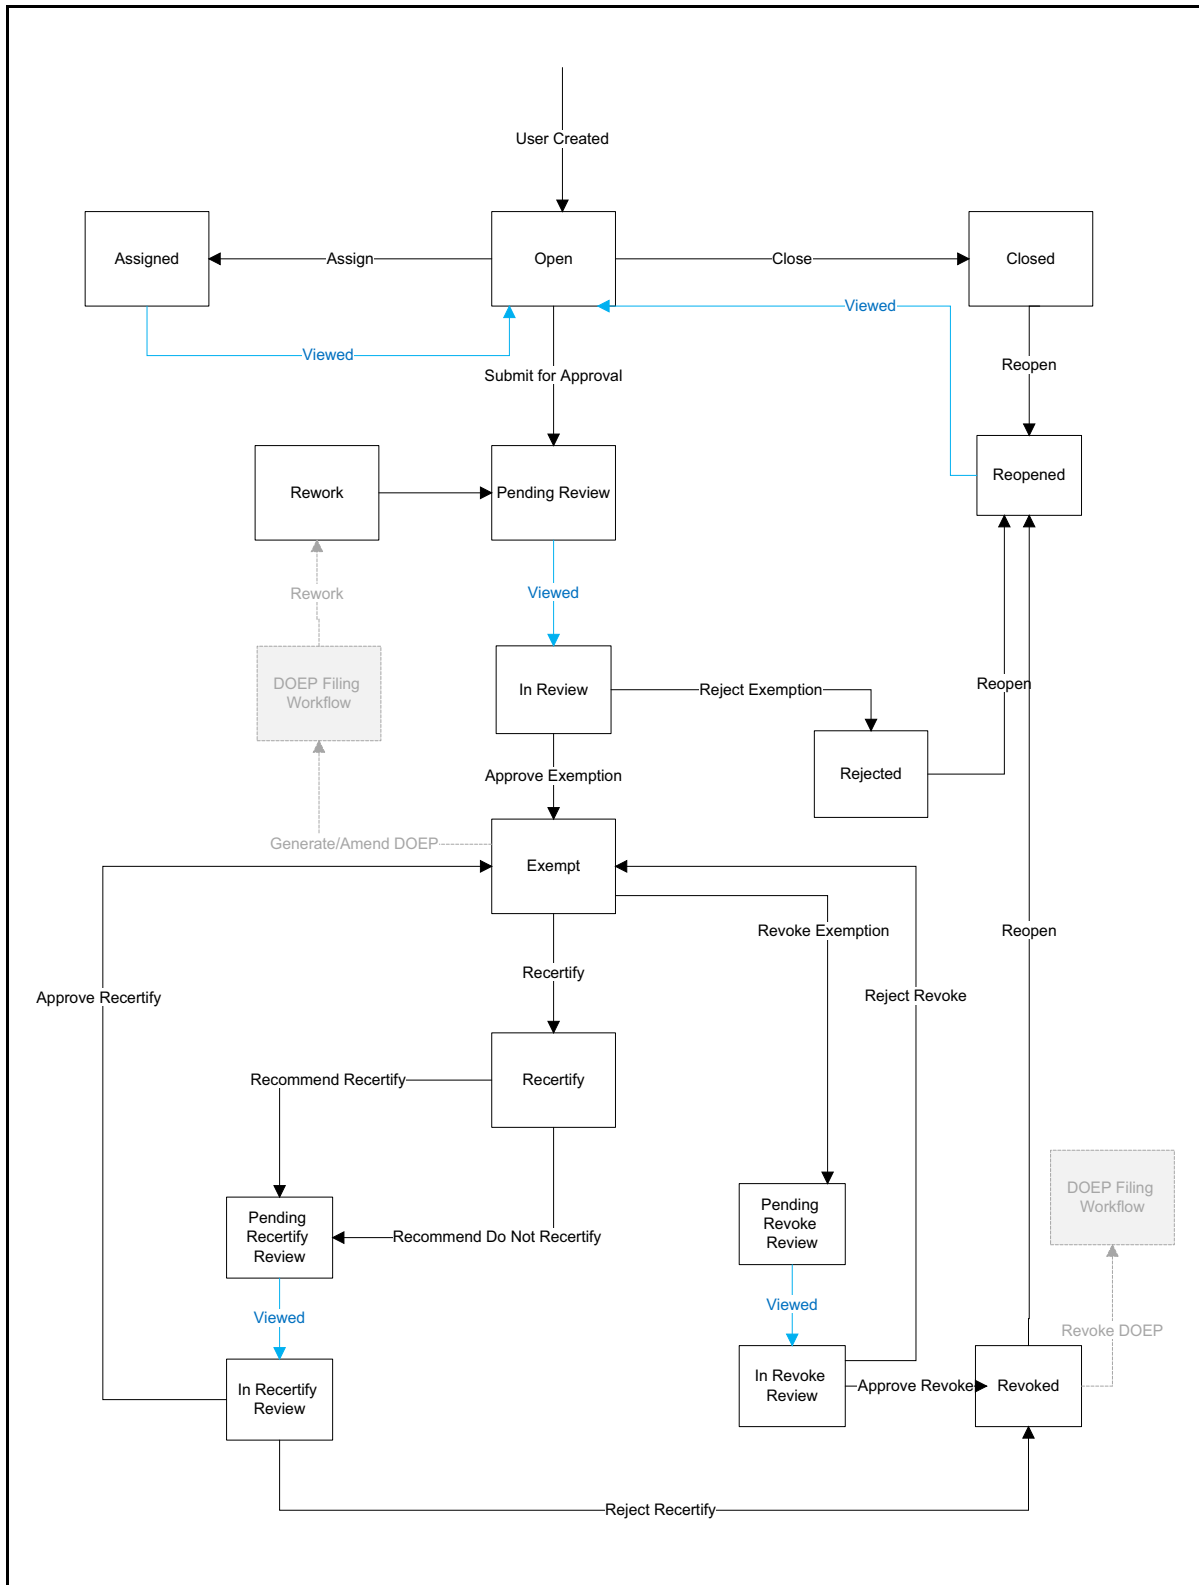 User Created
Assigned
Assign
Open
Close
Closed
Viewed
Viewed
Submit for Approval
Reopen
Rework
Pending Review
Reopened
Rework
Viewed
DOEP Filing
Workflow
In Review
Reject Exemption
Reopen
Approve Exemption
Rejected
Generate/Amend DOEP
Exempt
Revoke Exemption
Reopen
Recertify
Approve Recertify
Reject Revoke
Recommend Recertify
Recertify
DOEP Filing
Workflow
Pending
Recertify
Review
Recommend Do Not Recertify
Pending
Revoke
Review
Viewed
Viewed
Revoke DOEP
In Recertify
Review
In Revoke
Review
Approve Revoke
Revoked
Reject Recertify